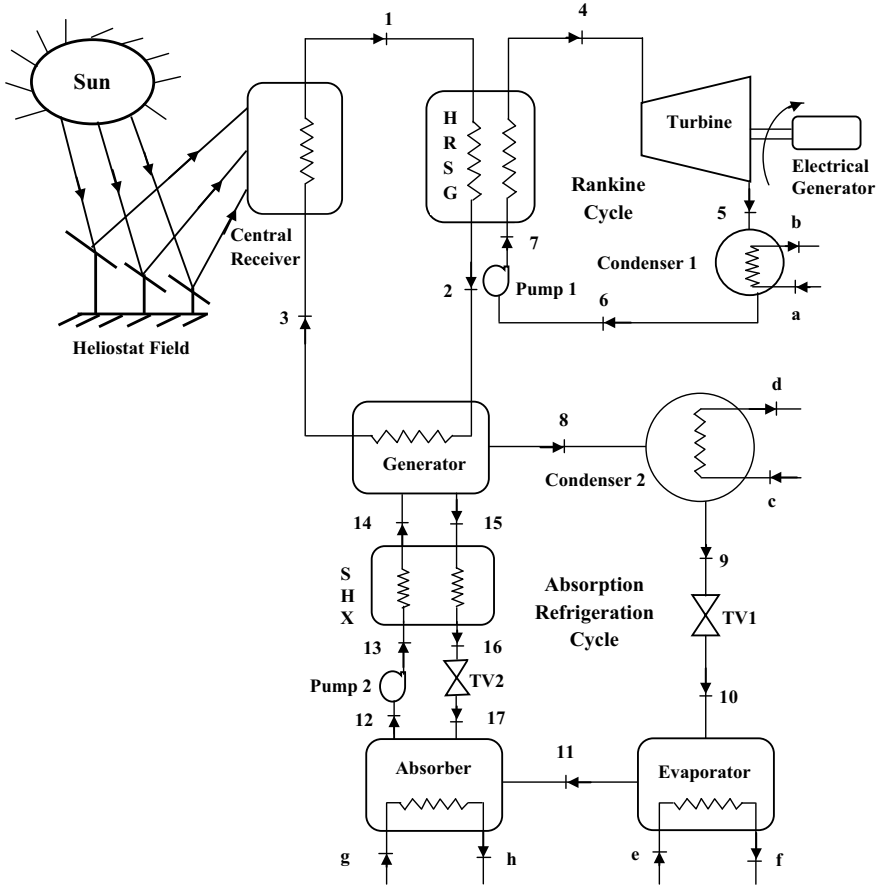 1
4
Sun
H
R
S
G
Turbine
Electrical
Generator
Rankine
Cycle
5
b
7
Central
Receiver
Condenser 1
2
Pump 1
6
a
3
Heliostat Field
d
8
Generator
Condenser 2
c
14
15
9
S
H
X
Absorption
Refrigeration
Cycle
TV1
13
16
Pump 2
TV2
10
12
17
11
Absorber
Evaporator
g
h
e
f